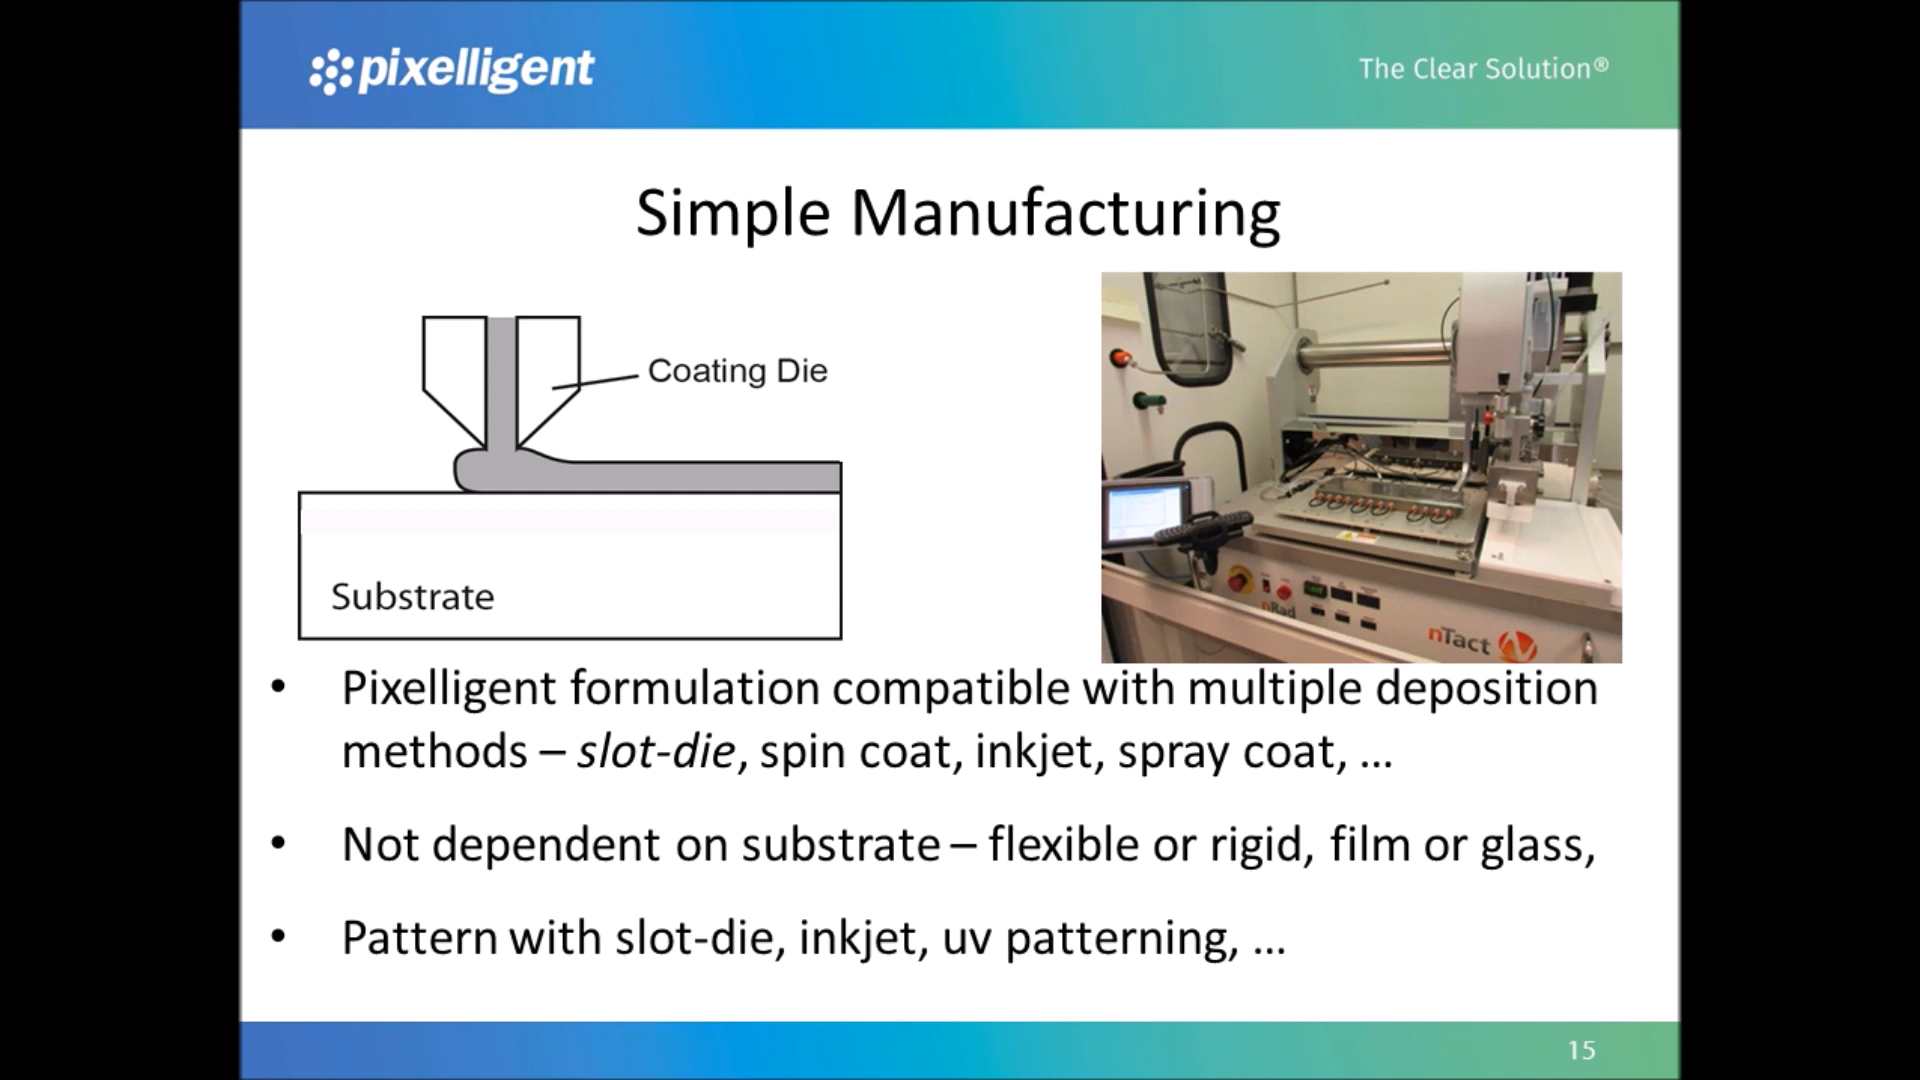 pixelligent
The Clear Solution®
Simple Manufacturing
Coating Die
Substrate
nRad
nTact
• Pixelligent formulation compatible with multiple deposition
methods – slot-die, spin coat, inkjet, spray coat, ...
• Not dependent on substrate – flexible or rigid, film or glass,
• Pattern with slot-die, inkjet, uv patterning, ...
15